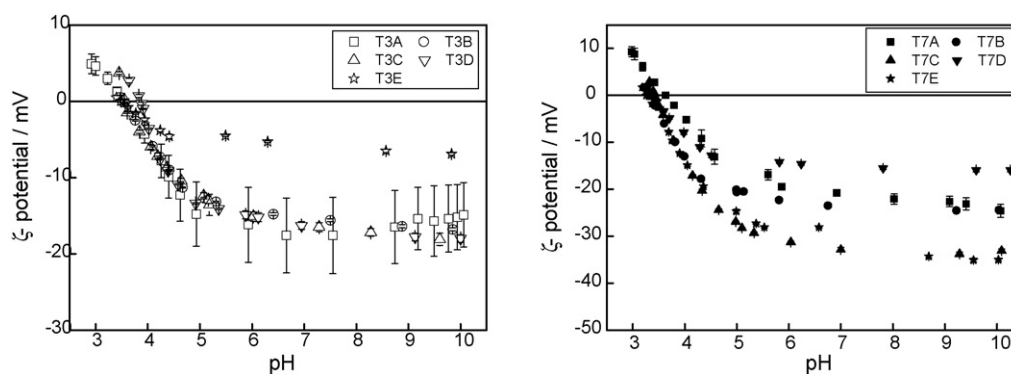 10
0
-10
-20
-30
3 4 5 6 7 8 9 10
pH
ζ- potential / mV
T3A T3B
T3C T3D
T3E
10
0
-10
-20
-30
-40
-50
3 4 5 6 7 8 9 10
pH
ζ- potential / mV
T7A T7B
T7C T7D
T7E